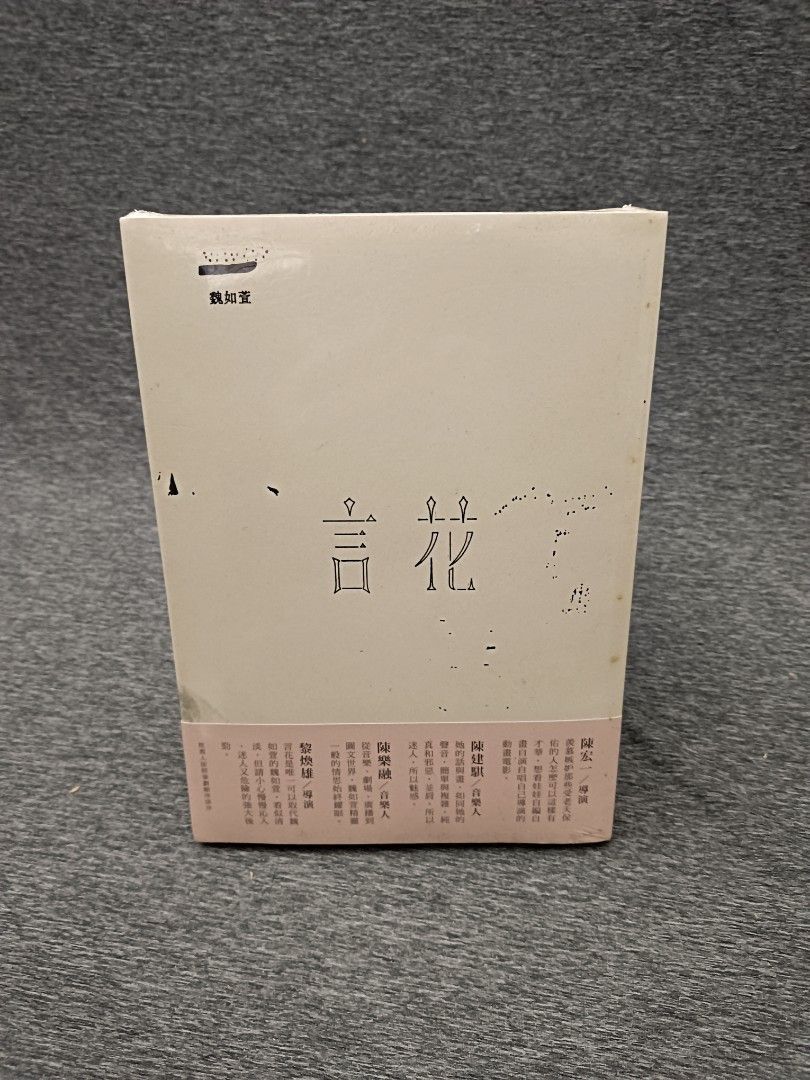 魏如萱
言花
陳宏一／導演
羨慕嫉妒那些受老天保
佑的人怎麼可以這樣有
才華，想看娃娃自編自
畫自演自唱自己導演的
動畫電影。
陳建騏／音樂人
她的話與畫，如同她的
聲音，簡單與複雜，純
真和邪惡，並肩，所以
迷人，所以魅惑。
陳樂融／音樂人
從音樂、劇場、廣播到
圖文世界，魏如萱精靈
一般的情思始終耀眼。
黎煥雄／導演
言花是唯一可以取代魏
如萱的魏如萱，看似清
淡，但請小心慢慢沁入
，迷人又危險的強大後
勁。